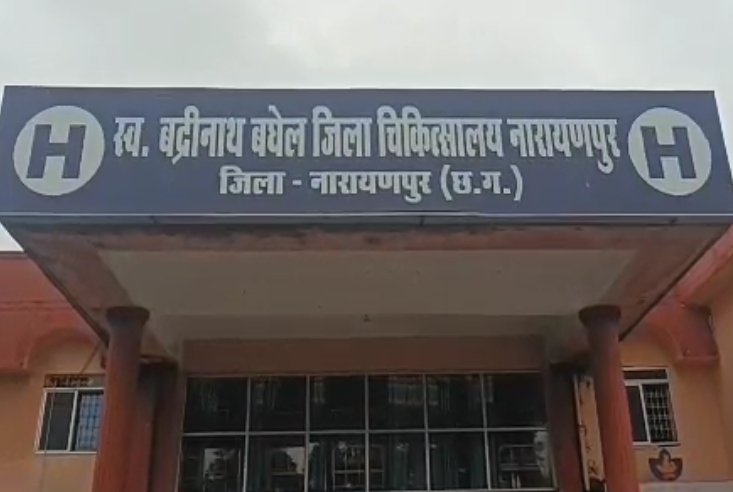 H स्व. बद्रीनाथ बघेल जिला चिकित्सालय नारायणपुर H
जिला - नारायणपुर (छ.ग.)